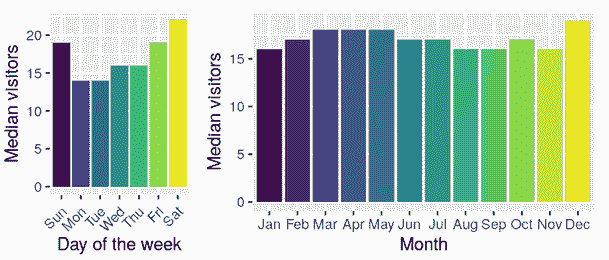 Median visitors
20
15
10
5
0
Sun Mon Tue Wed Thu Fri Sat
Day of the week
Median visitors
15
10
5
0
Jan Feb Mar Apr May Jun Jul Aug Sep Oct Nov Dec
Month